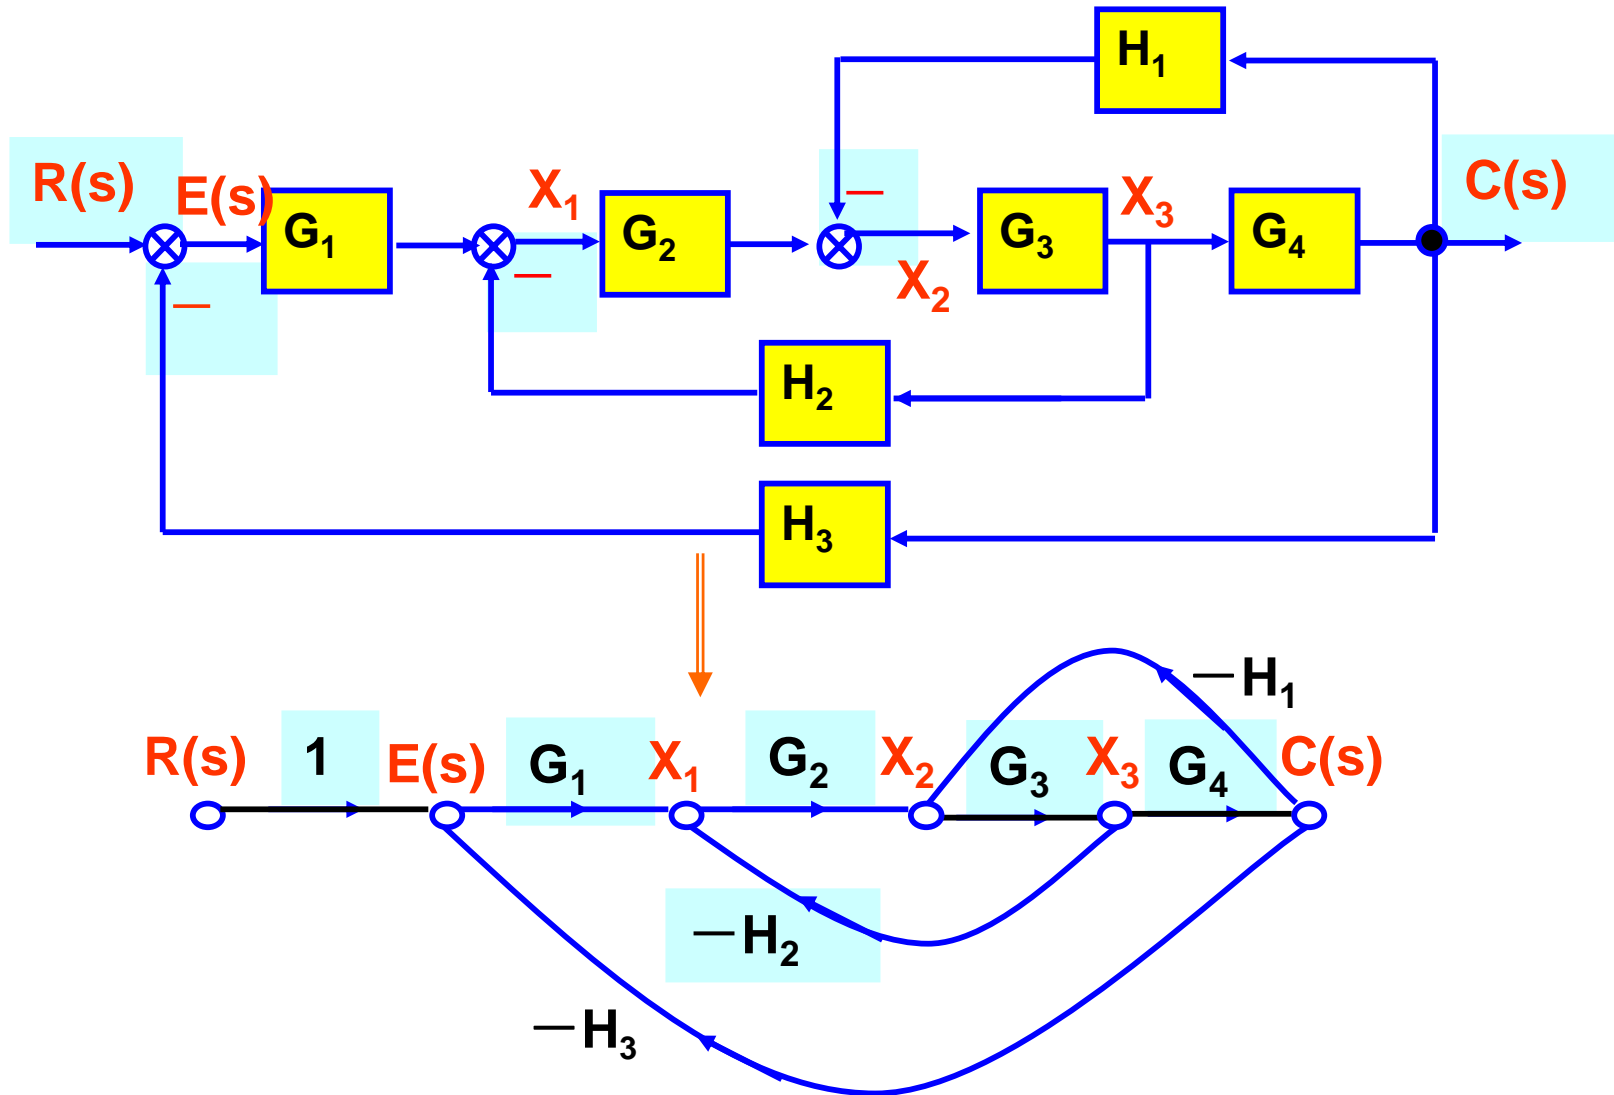 H₁
R(s) E(s) G₁ X₁ G₂ — X₂ G₃ X₃ G₄ C(s)
— —
H₂
H₃
—H₁
R(s) 1 E(s) G₁ X₁ G₂ X₂ G₃ X₃ G₄ C(s)
—H₂
—H₃